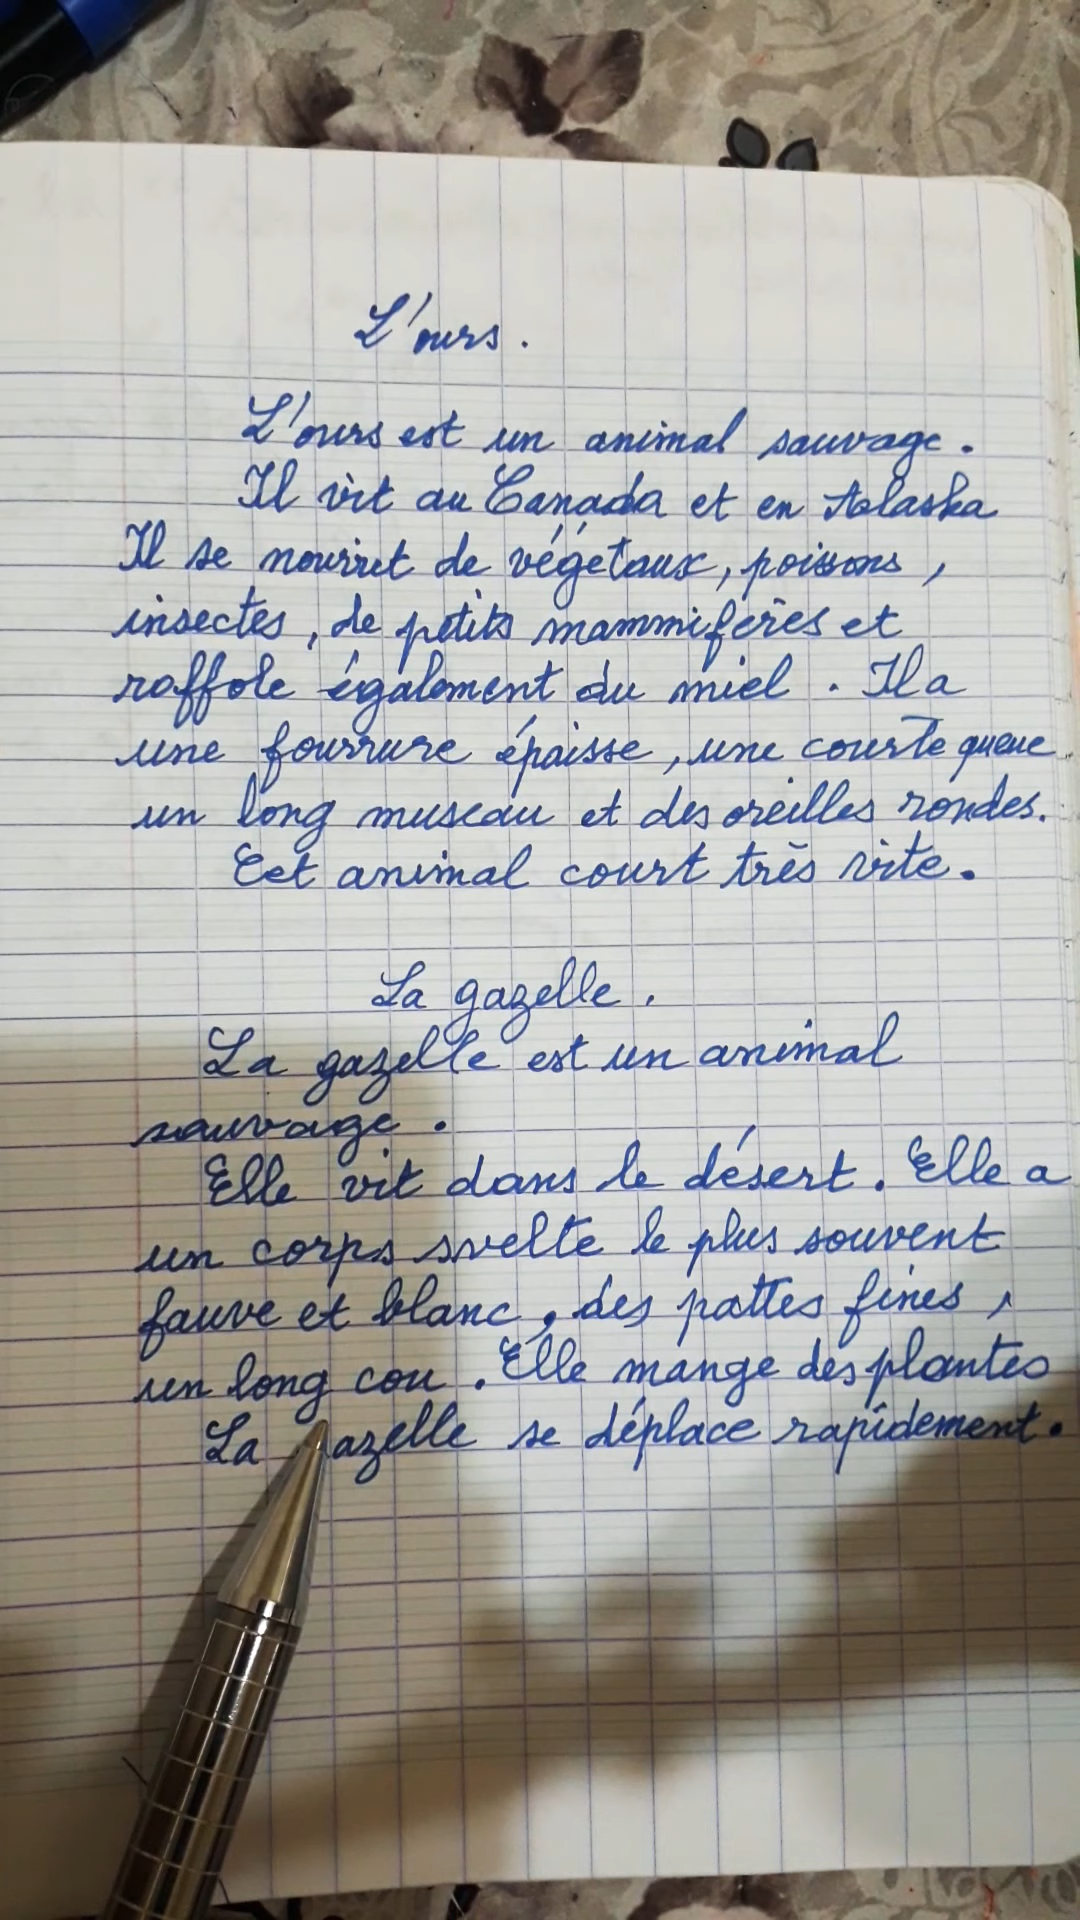 L'ours.
L'ours est un animal sauvage.
Il vit au Canada et en Alaska
Il se nourrit de végétaux, poissons,
insectes, de petits mammifères et
raffole également du miel. Il a
une fourrure épaisse, une courte queue
un long museau et des oreilles rondes.
Cet animal court très vite.
La gazelle.
La gazelle est un animal
sauvage.
Elle vit dans le désert. Elle a
un corps svelte le plus souvent
fauve et blanc, des pattes fines,
un long cou. Elle mange des plantes
La gazelle se déplace rapidement.